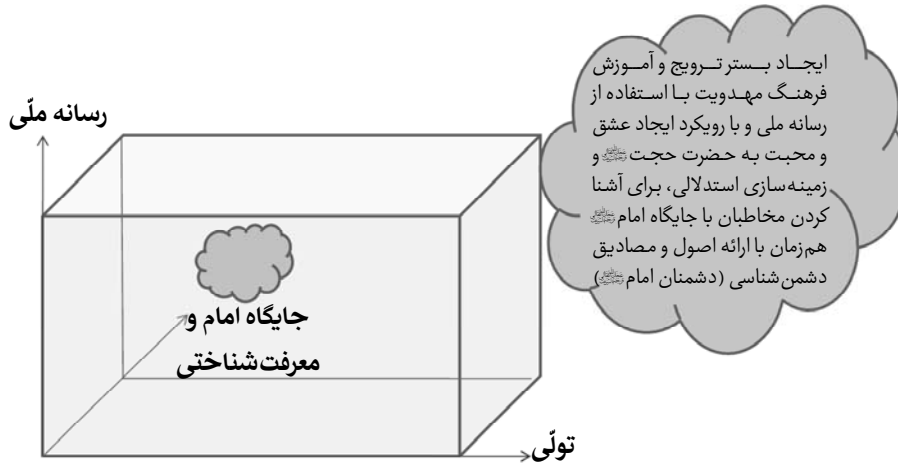 ایجاد بستر ترویج و آموزش
فرهنگ مهدویت با استفاده از
رسانه ملی و با رویکرد ایجاد عشق
و محبت به حضرت حجت و
زمینه‌سازی استدلالی، برای آشنا
کردن مخاطبان با جایگاه امام
هم‌زمان با ارائه اصول و مصادیق
دشمن‌شناسی (دشمنان امام)
رسانه ملّی
جایگاه امام و
معرفت‌شناختی
تولّی